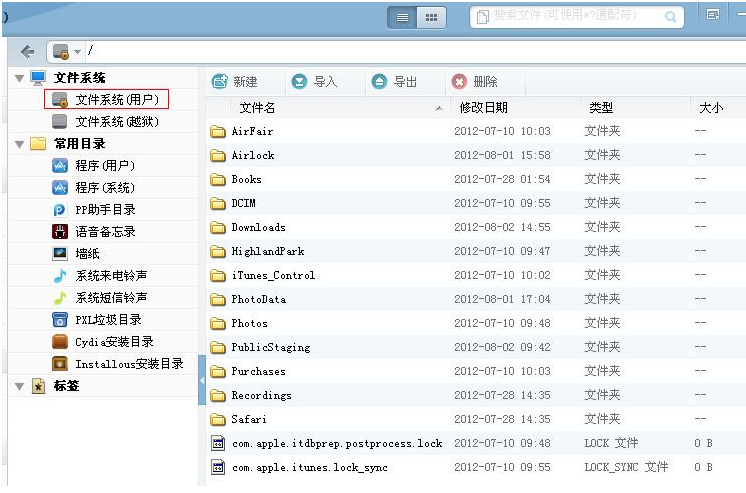 )
搜索文件(可使用*?通配符)
/
文件系统
文件系统(用户)
文件系统(越狱)
常用目录
程序(用户)
程序(系统)
PP助手目录
语音备忘录
墙纸
系统来电铃声
系统短信铃声
PXL垃圾目录
Cydia安装目录
Installous安装目录
标签
新建 导入 导出 删除
文件名 修改日期 类型 大小
AirFair 2012-07-10 10:03 文件夹 --
Airlock 2012-08-01 15:58 文件夹 --
Books 2012-07-28 01:54 文件夹 --
DCIM 2012-07-10 09:55 文件夹 --
Downloads 2012-08-02 14:55 文件夹 --
HighlandPark 2012-07-10 09:47 文件夹 --
iTunes_Control 2012-07-10 10:02 文件夹 --
PhotoData 2012-08-01 17:04 文件夹 --
Photos 2012-07-10 09:48 文件夹 --
PublicStaging 2012-08-02 09:42 文件夹 --
Purchases 2012-07-10 10:03 文件夹 --
Recordings 2012-07-28 14:35 文件夹 --
Safari 2012-07-28 14:35 文件夹 --
com.apple.itdbprep.postprocess.lock 2012-07-10 09:48 LOCK 文件 0 B
com.apple.itunes.lock_sync 2012-07-10 09:55 LOCK_SYNC 文件 0 B